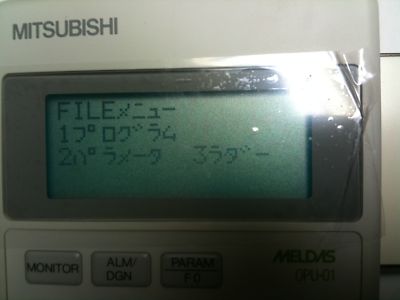 MITSUBISHI
FILEメニュー
1プログラム
2パラメータ 3ラダー
MONITOR
ALM/
DGN
PARAM
F0
MELDAS
OPU-01